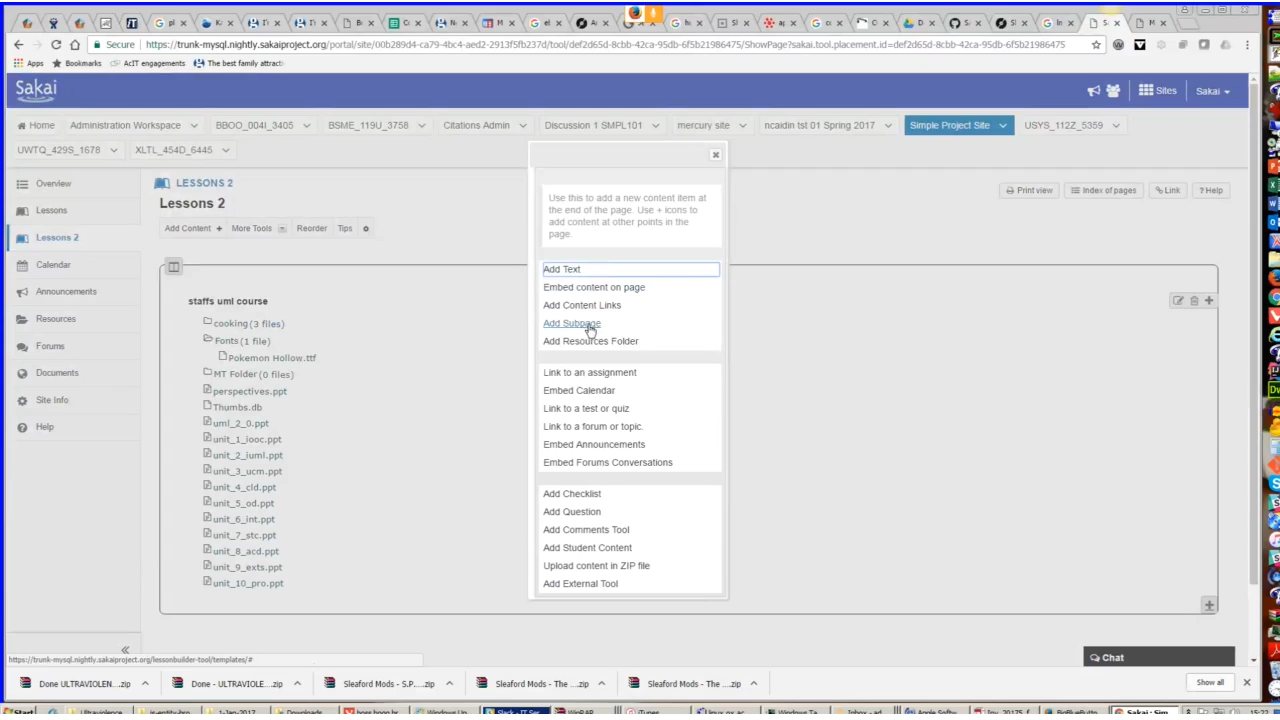 Secure
https://trunk-mysql.nightly.sakaiproject.org/portal/site/00b289d4-ca79-4bc4-aed2-2913f5fb237d/tool/def2d65d-8cbb-42ca-95db-6f5b21986475/ShowPage?sakai.tool.placement.id=def2d65d-8cbb-42ca-95db-6f5b21986475
Apps Bookmarks AcIT engagements The best family attract
Sakai
Sites Sakai
Home Administration Workspace BBOO_004I_3405 BSME_119U_3758 Citations Admin Discussion 1 SMPL101 mercury site ncaidin tst 01 Spring 2017 Simple Project Site USYS_112Z_5359
UWTQ_429S_1678 XLTL_454D_6445
Overview
Lessons
Lessons 2
Calendar
Announcements
Resources
Forums
Documents
Site Info
Help
LESSONS 2
Print view Index of pages Link ? Help
Lessons 2
Add Content + More Tools Reorder Tips
staffs uml course
cooking(3 files)
Fonts(1 file)
Pokemon Hollow.ttf
MT Folder(0 files)
perspectives.ppt
Thumbs.db
uml_2_0.ppt
unit_1_iooc.ppt
unit_2_iuml.ppt
unit_3_ucm.ppt
unit_4_cld.ppt
unit_5_od.ppt
unit_6_int.ppt
unit_7_stc.ppt
unit_8_acd.ppt
unit_9_exts.ppt
unit_10_pro.ppt
Use this to add a new content item at
the end of the page. Use + icons to
add content at other points in the
page.
Add Text
Embed content on page
Add Content Links
Add Subpage
Add Resources Folder
Link to an assignment
Embed Calendar
Link to a test or quiz
Link to a forum or topic.
Embed Announcements
Embed Forums Conversations
Add Checklist
Add Question
Add Comments Tool
Add Student Content
Upload content in ZIP file
Add External Tool
Chat
https://trunk-mysql.nightly.sakaiproject.org/lessonbuilder-tool/templates/#
Done ULTRAVIOLEN....zip Done - ULTRAVIOLE....zip Sleaford Mods - S.P....zip Sleaford Mods - The ....zip Sleaford Mods - The ....zip Show all